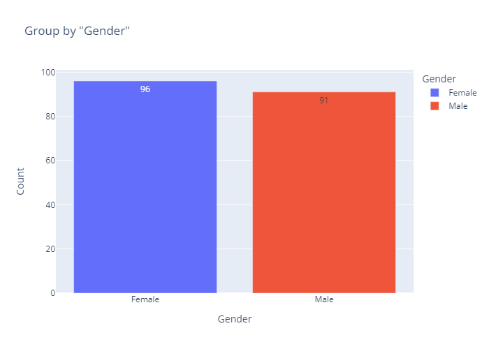 Group by "Gender"
100
80
60
40
20
0
Count
96
91
Female
Male
Gender
Gender
Female
Male